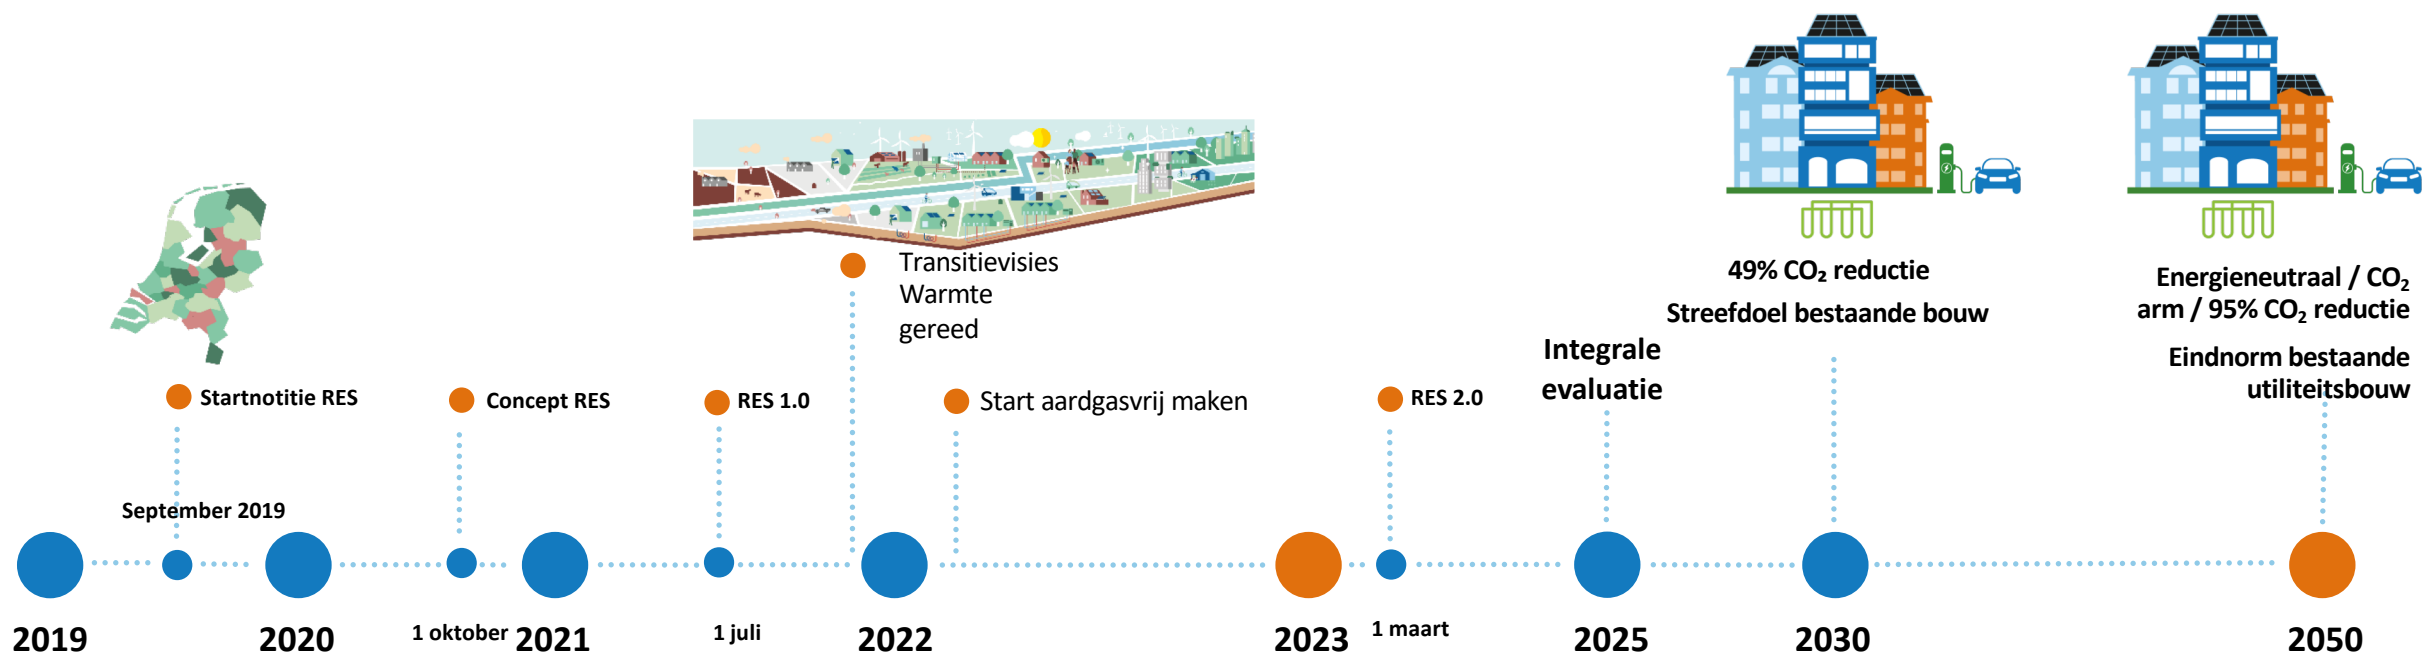 Transitievisies
Warmte
gereed
49% CO₂ reductie
Streefdoel bestaande bouw
Energieneutraal / CO₂
arm / 95% CO₂ reductie
Eindnorm bestaande
utiliteitsbouw
Integrale
evaluatie
Startnotitie RES
Concept RES
RES 1.0
Start aardgasvrij maken
RES 2.0
September 2019
2019
2020
1 oktober
2021
1 juli
2022
2023
1 maart
2025
2030
2050